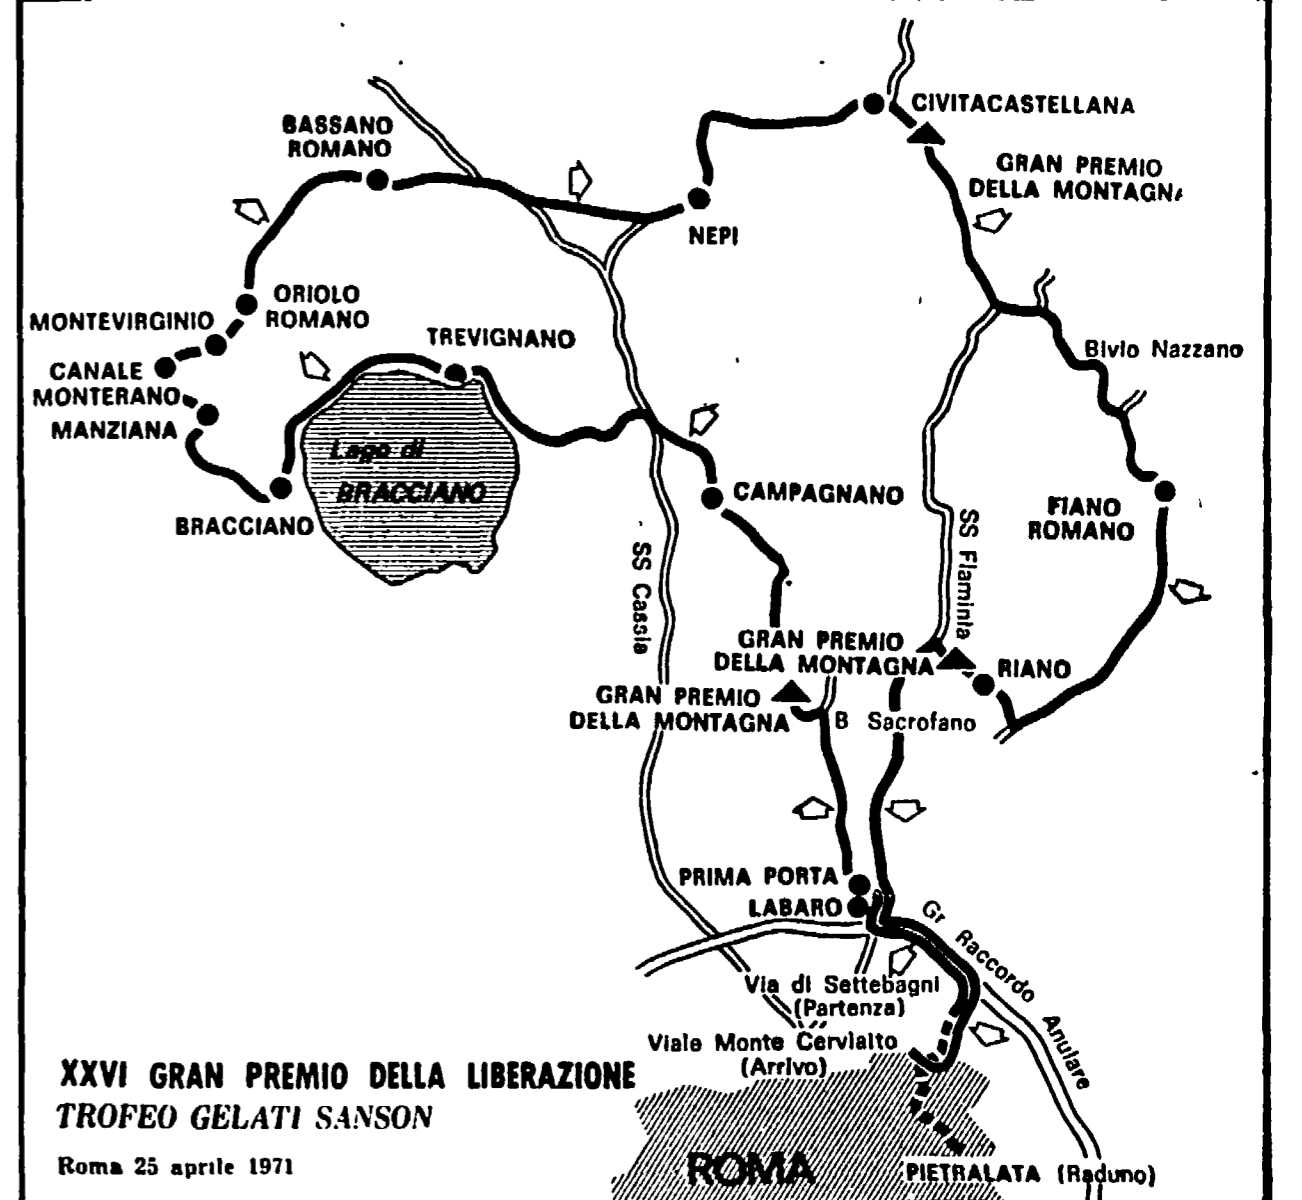 CIVITACASTELLANA
BASSANO
ROMANO
GRAN PREMIO
DELLA MONTAGNA
NEPI
ORIOLO
ROMANO
MONTEVIRGINIO
TREVIGNANO
Bivio Nazzano
CANALE
MONTERANO
MANZIANA
Lago di
BRACCIANO
CAMPAGNANO
FIANO
ROMANO
BRACCIANO
SS Flaminia
SS Cassia
GRAN PREMIO
DELLA MONTAGNA
RIANO
GRAN PREMIO
DELLA MONTAGNA
B Sacrofano
PRIMA PORTA
LABARO
Gr Raccordo Anulare
Via di Settebagni
(Partenza)
Viale Monte Cervialto
(Arrivo)
XXVI GRAN PREMIO DELLA LIBERAZIONE
TROFEO GELATI SANSON
Roma 25 aprile 1971
ROMA
PIETRALATA (Raduno)